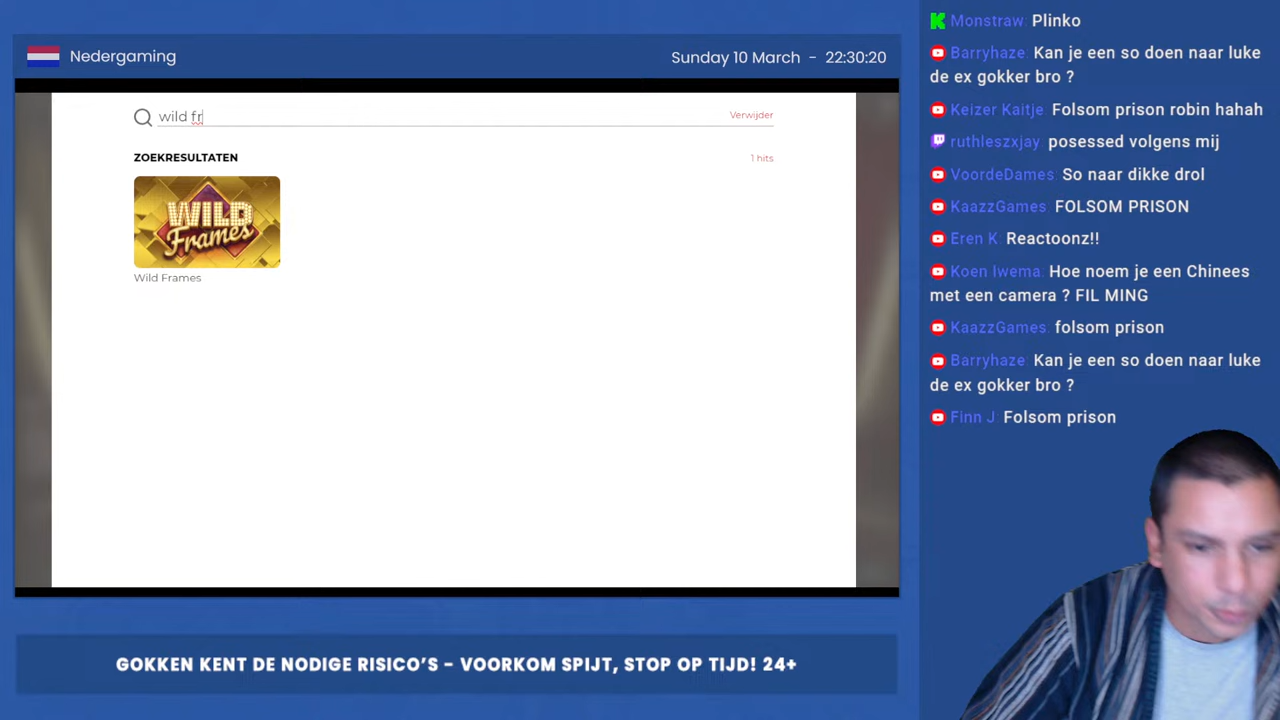 Nedergaming
Sunday 10 March - 22:30:20
wild fr
Verwijder
ZOEKRESULTATEN
1 hits
WILD
Frames
Wild Frames
GOKKEN KENT DE NODIGE RISICO'S - VOORKOM SPIJT, STOP OP TIJD! 24+
Monstraw: Plinko
Barryhaze: Kan je een so doen naar luke
de ex gokker bro ?
Keizer Kaitje: Folsom prison robin hahah
ruthleszxjay: posessed volgens mij
VoordeDames: So naar dikke drol
KaazzGames: FOLSOM PRISON
Eren K: Reactoonz!!
Koen Iwema: Hoe noem je een Chinees
met een camera ? FIL MING
KaazzGames: folsom prison
Barryhaze: Kan je een so doen naar luke
de ex gokker bro ?
Finn J: Folsom prison